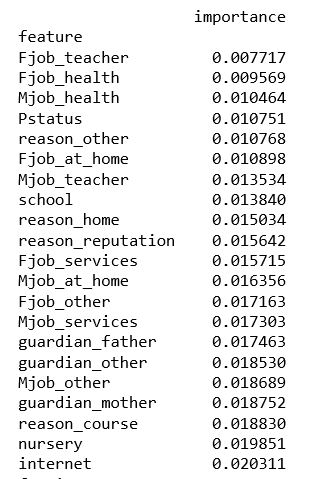 importance
feature
Fjob_teacher 0.007717
Fjob_health 0.009569
Mjob_health 0.010464
Pstatus 0.010751
reason_other 0.010768
Fjob_at_home 0.010898
Mjob_teacher 0.013534
school 0.013840
reason_home 0.015034
reason_reputation 0.015642
Fjob_services 0.015715
Mjob_at_home 0.016356
Fjob_other 0.017163
Mjob_services 0.017303
guardian_father 0.017463
guardian_other 0.018530
Mjob_other 0.018689
guardian_mother 0.018752
reason_course 0.018830
nursery 0.019851
internet 0.020311